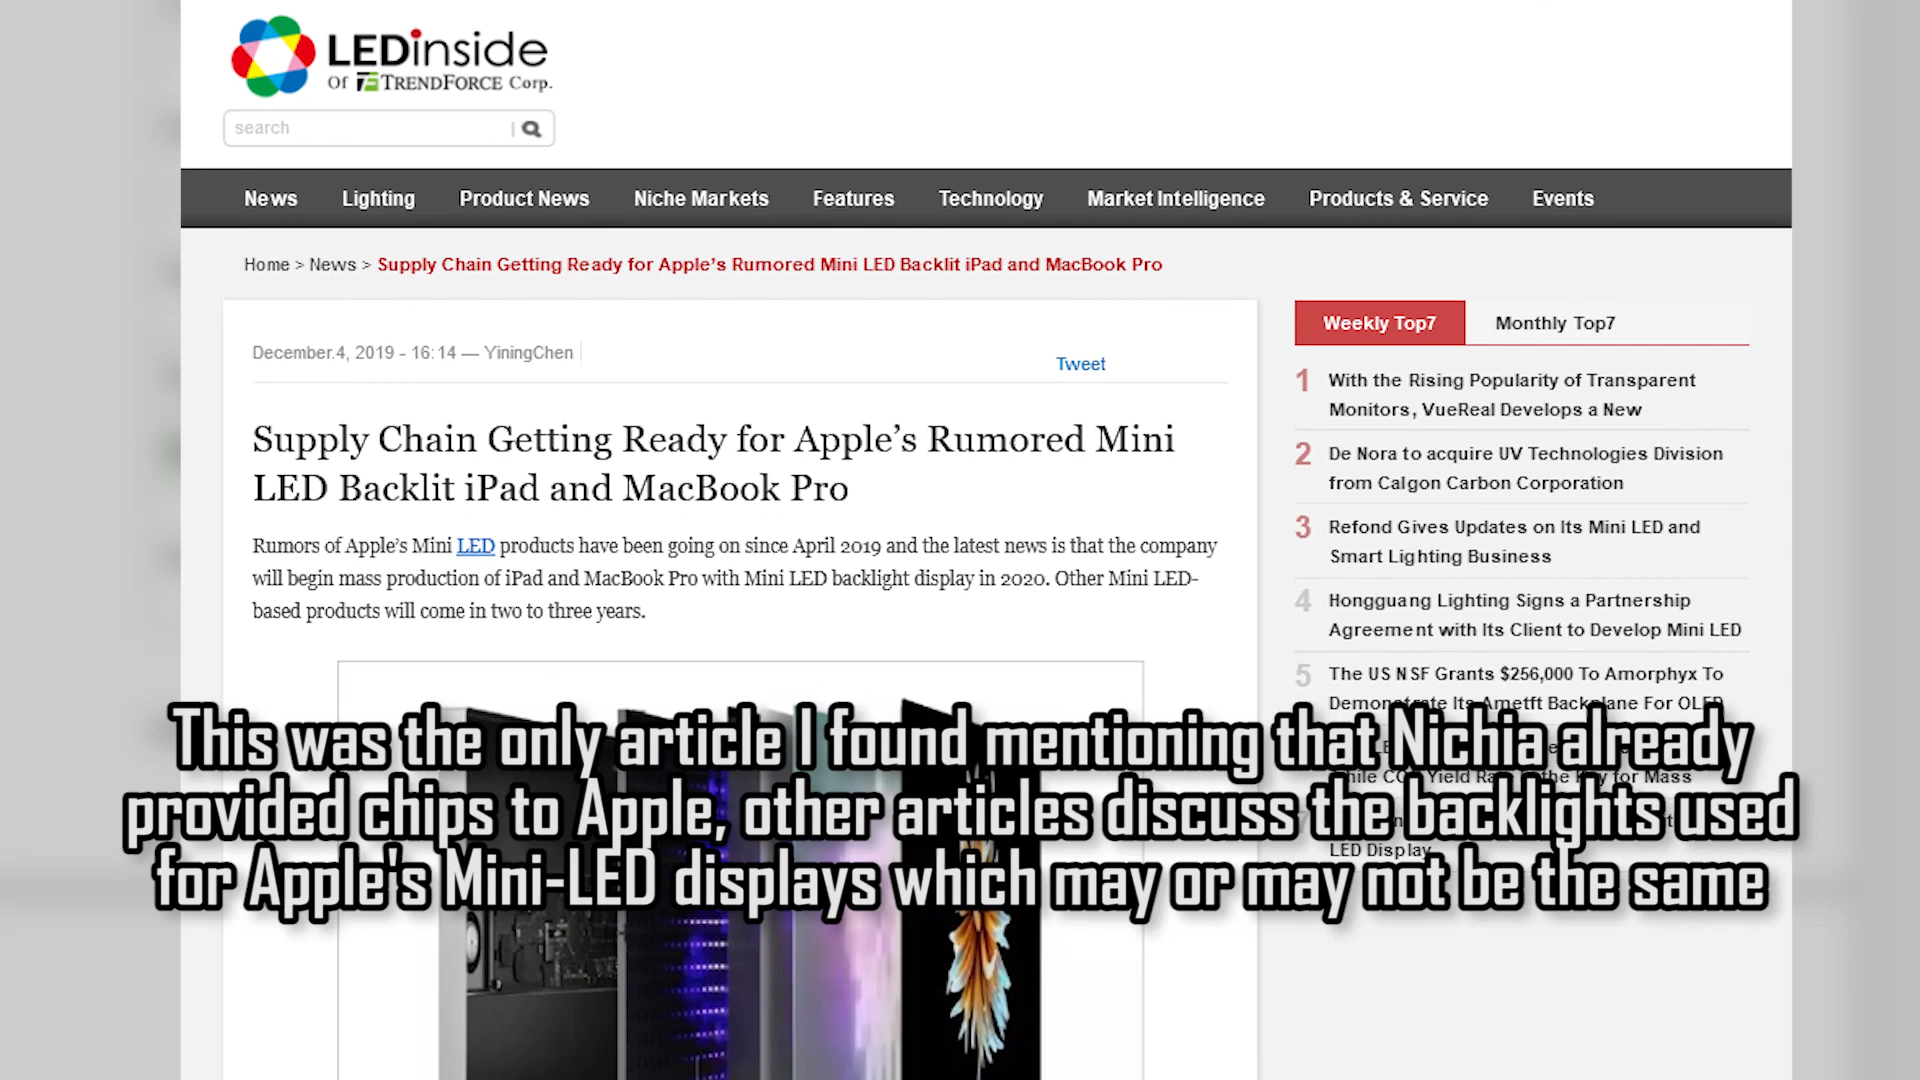 LEDinside
Of TRENDFORCE Corp.
search
News Lighting Product News Niche Markets Features Technology Market Intelligence Products & Service Events
Home > News > Supply Chain Getting Ready for Apple’s Rumored Mini LED Backlit iPad and MacBook Pro
December.4, 2019 - 16:14 — YiningChen
Tweet
Supply Chain Getting Ready for Apple’s Rumored Mini
LED Backlit iPad and MacBook Pro
Rumors of Apple’s Mini LED products have been going on since April 2019 and the latest news is that the company
will begin mass production of iPad and MacBook Pro with Mini LED backlight display in 2020. Other Mini LED-
based products will come in two to three years.
Weekly Top7 Monthly Top7
1 With the Rising Popularity of Transparent
Monitors, VueReal Develops a New
2 De Nora to acquire UV Technologies Division
from Calgon Carbon Corporation
3 Refond Gives Updates on Its Mini LED and
Smart Lighting Business
4 Hongguang Lighting Signs a Partnership
Agreement with Its Client to Develop Mini LED
5 The US NSF Grants $256,000 To Amorphyx To
Demonstrate Its Ametft Backplane For OLED
for Mass
LED Display
This was the only article I found mentioning that Nichia already
provided chips to Apple, other articles discuss the backlights used
for Apple's Mini-LED displays which may or may not be the same